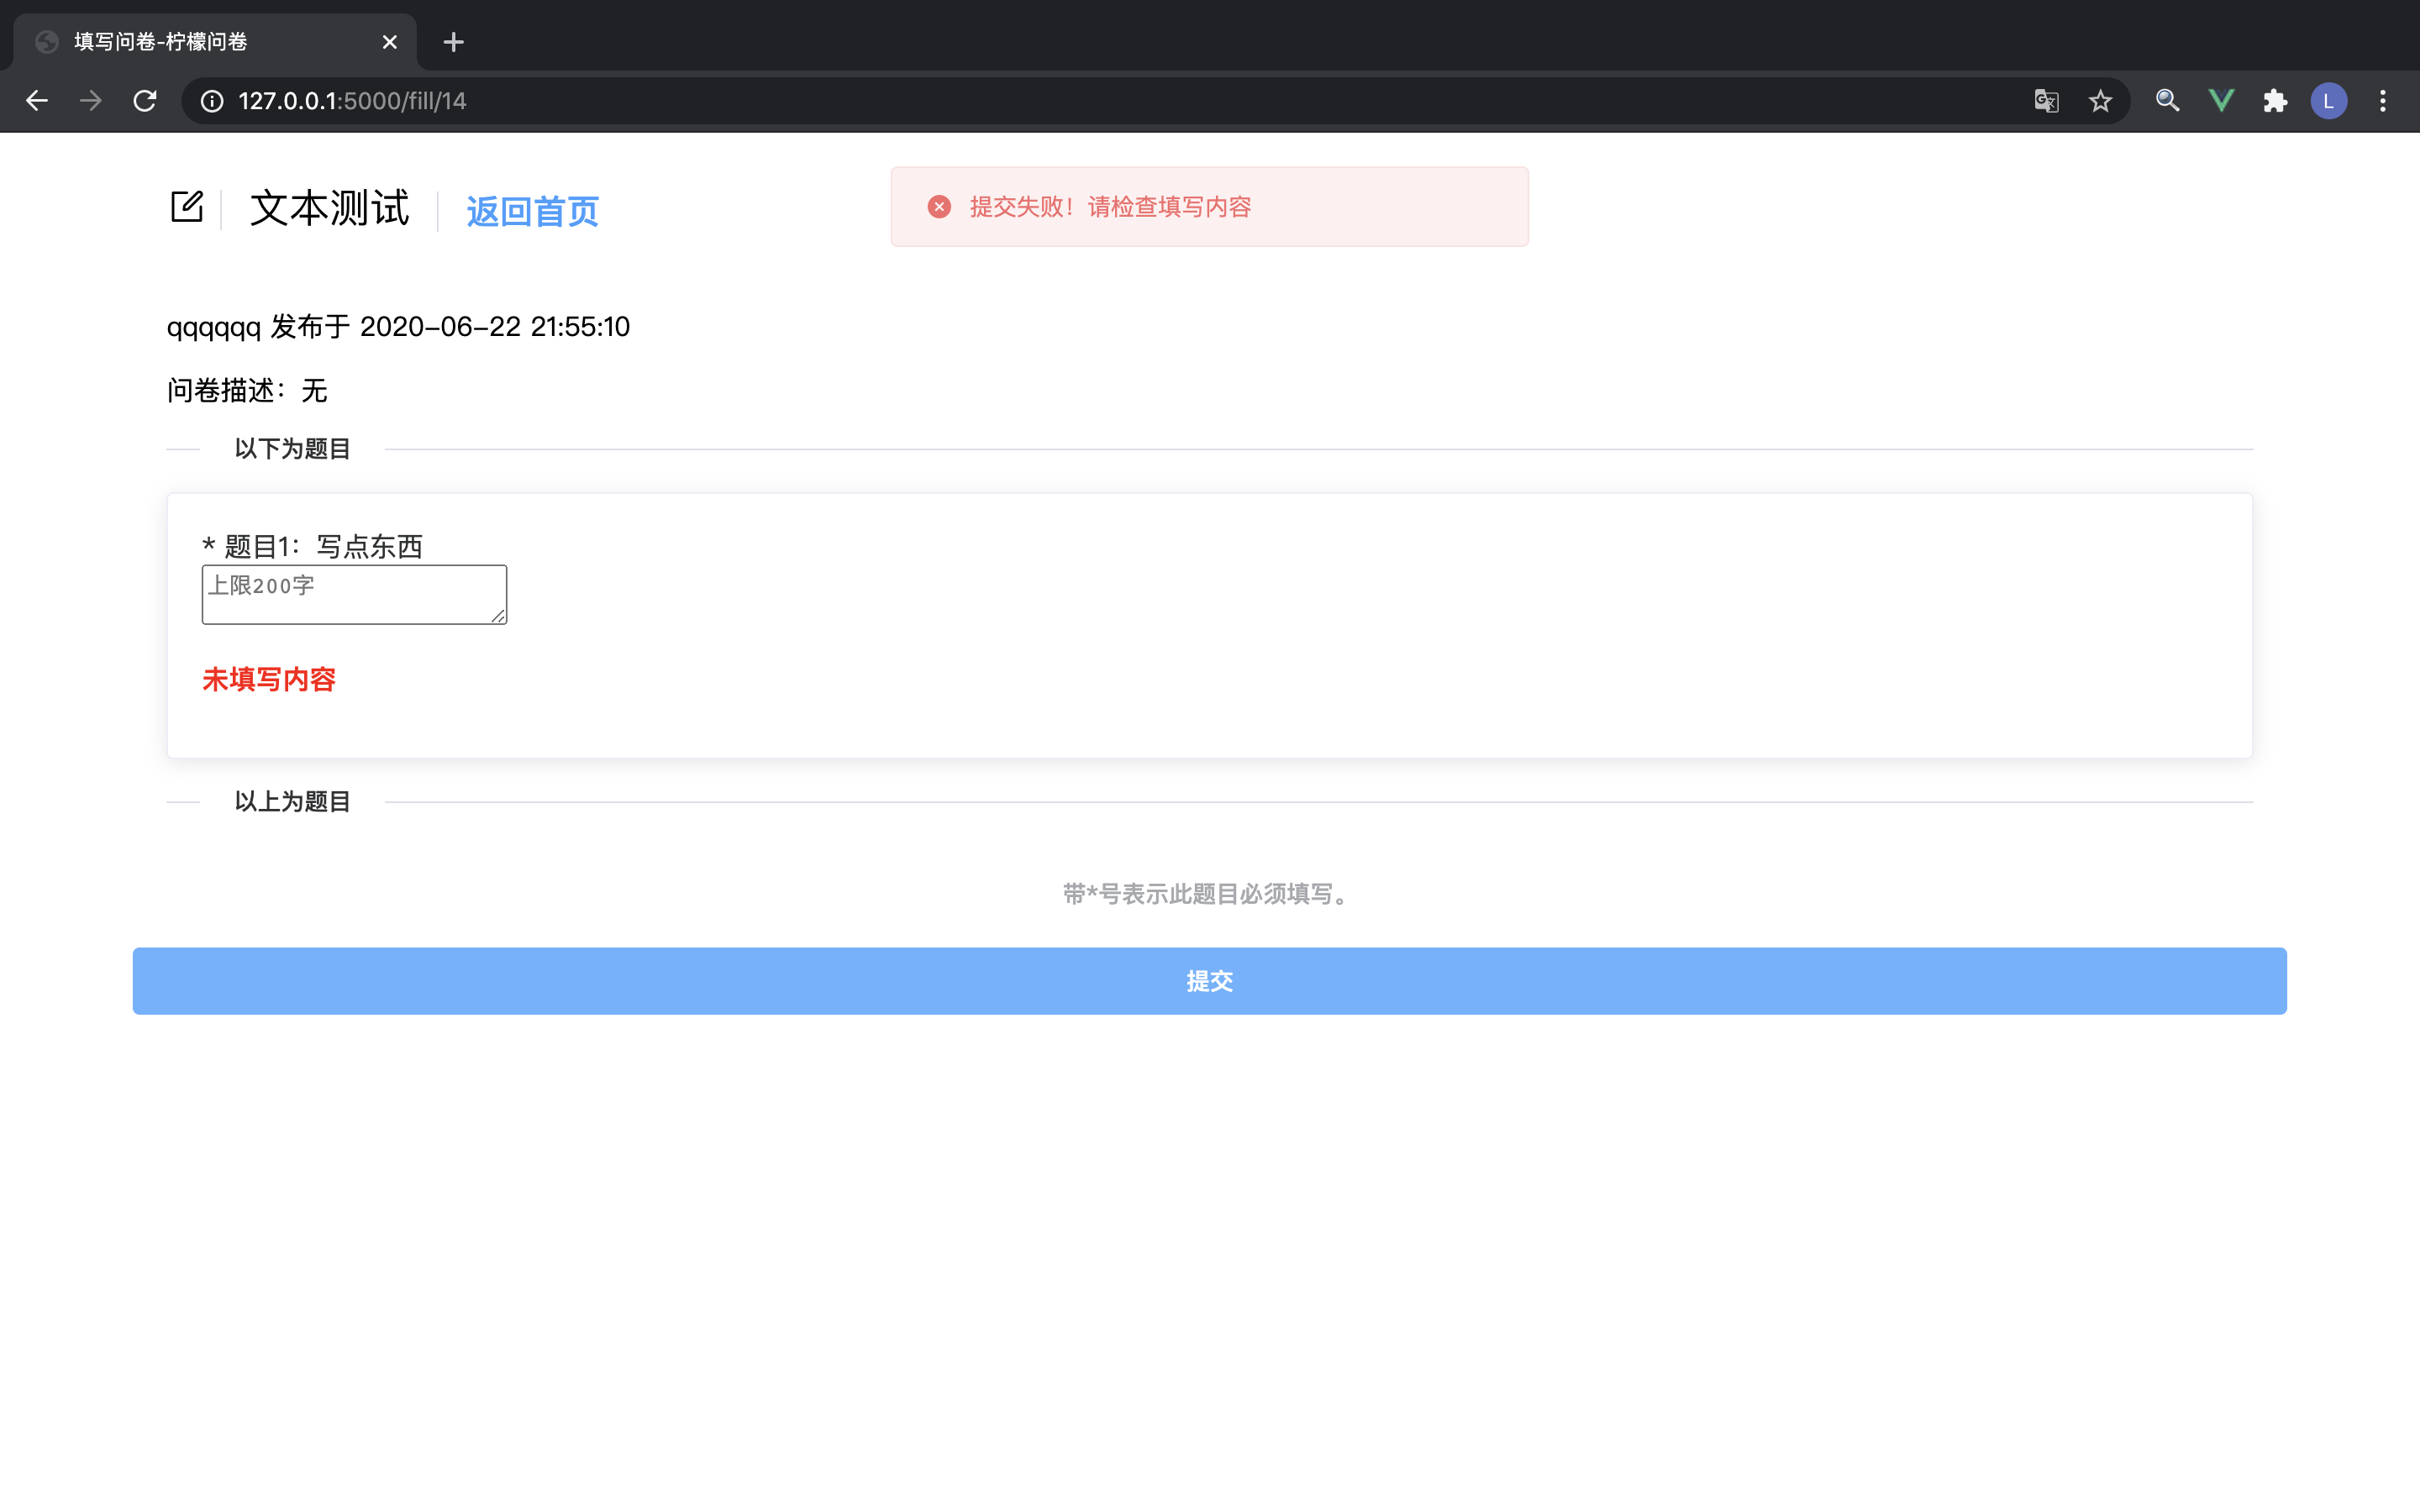 填写问卷-柠檬问卷
127.0.0.1:5000/fill/14
L
文本测试
返回首页
提交失败！请检查填写内容
qqqqqq 发布于 2020-06-22 21:55:10
问卷描述：无
以下为题目
* 题目1：写点东西
上限200字
未填写内容
以上为题目
带*号表示此题目必须填写。
提交